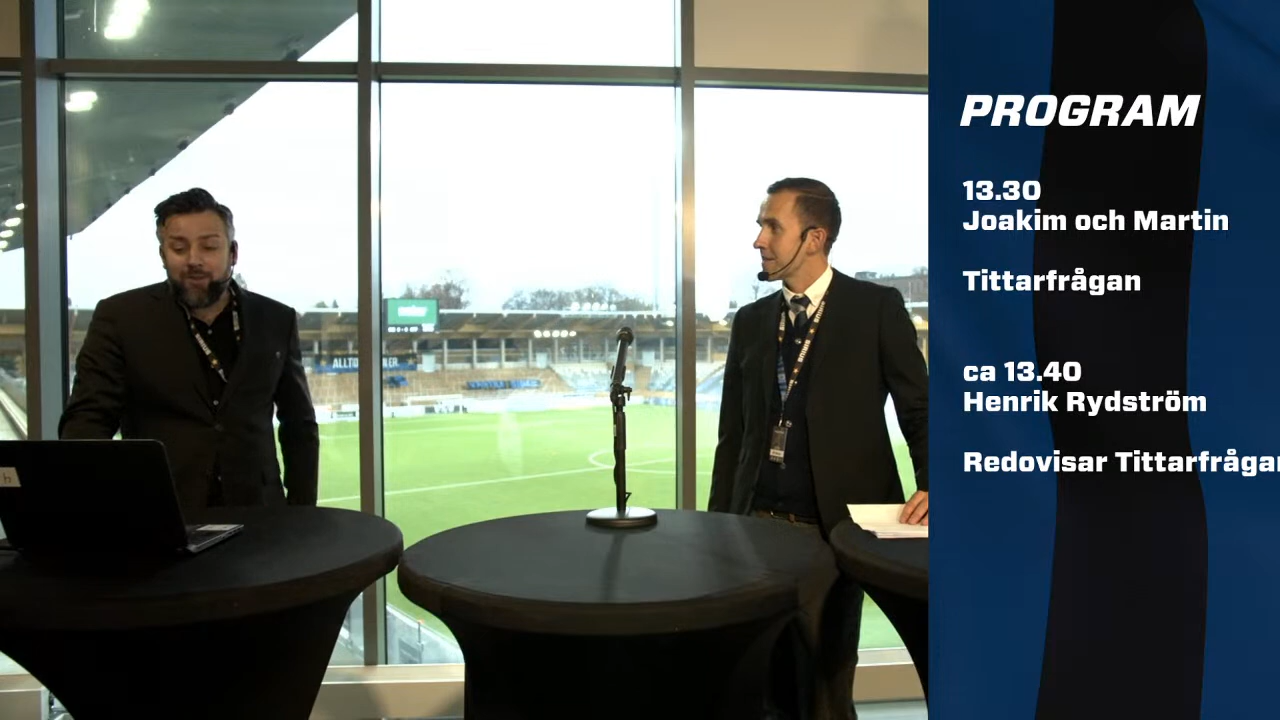 PROGRAM
13.30
Joakim och Martin
Tittarfrågan
ca 13.40
Henrik Rydström
Redovisar Tittarfrågan